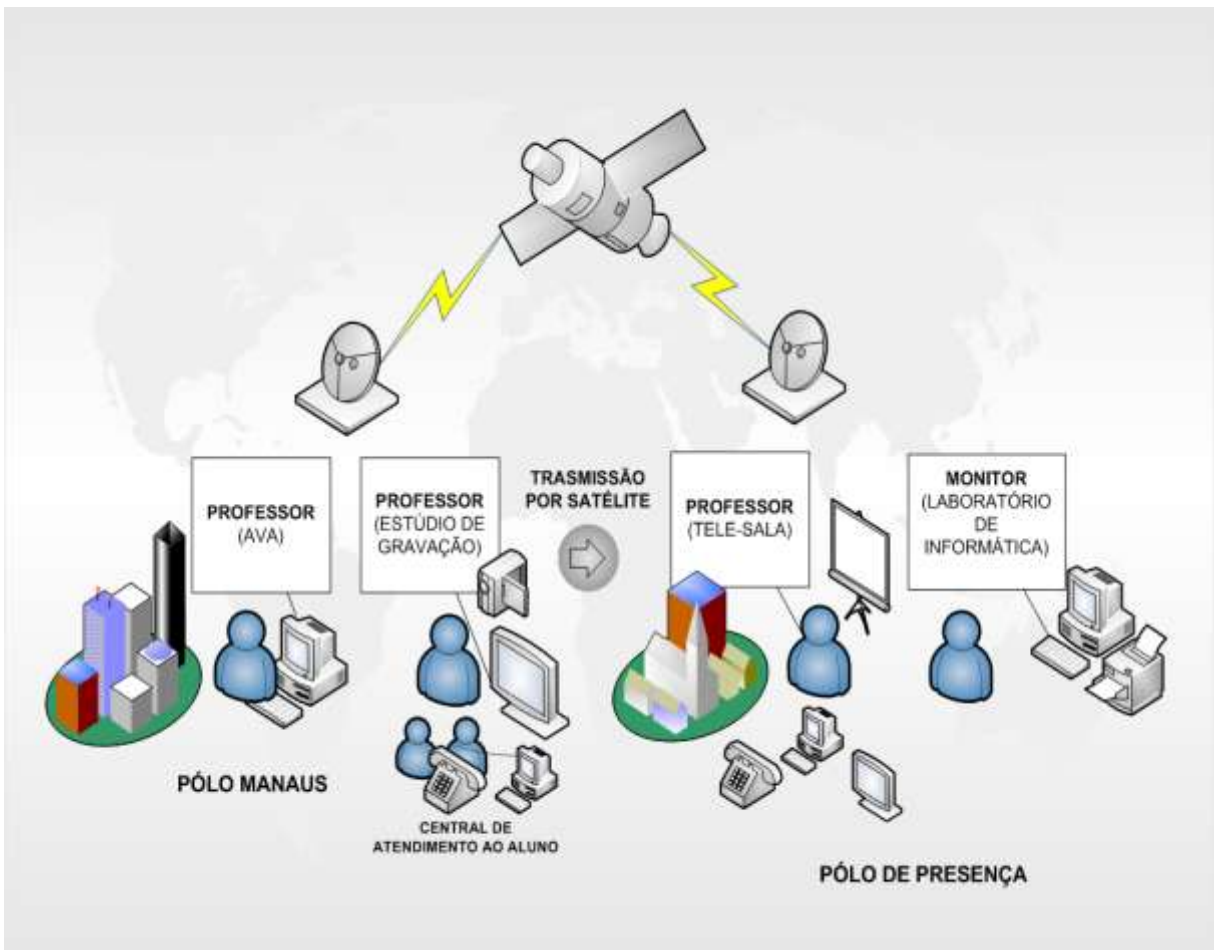 PROFESSOR
(AVA)
PROFESSOR
(ESTÚDIO DE
GRAVAÇÃO)
TRASMISSÃO
POR SATÉLITE
PROFESSOR
(TELE-SALA)
MONITOR
(LABORATÓRIO
DE
INFORMÁTICA)
PÓLO MANAUS
CENTRAL DE
ATENDIMENTO AO ALUNO
PÓLO DE PRESENÇA